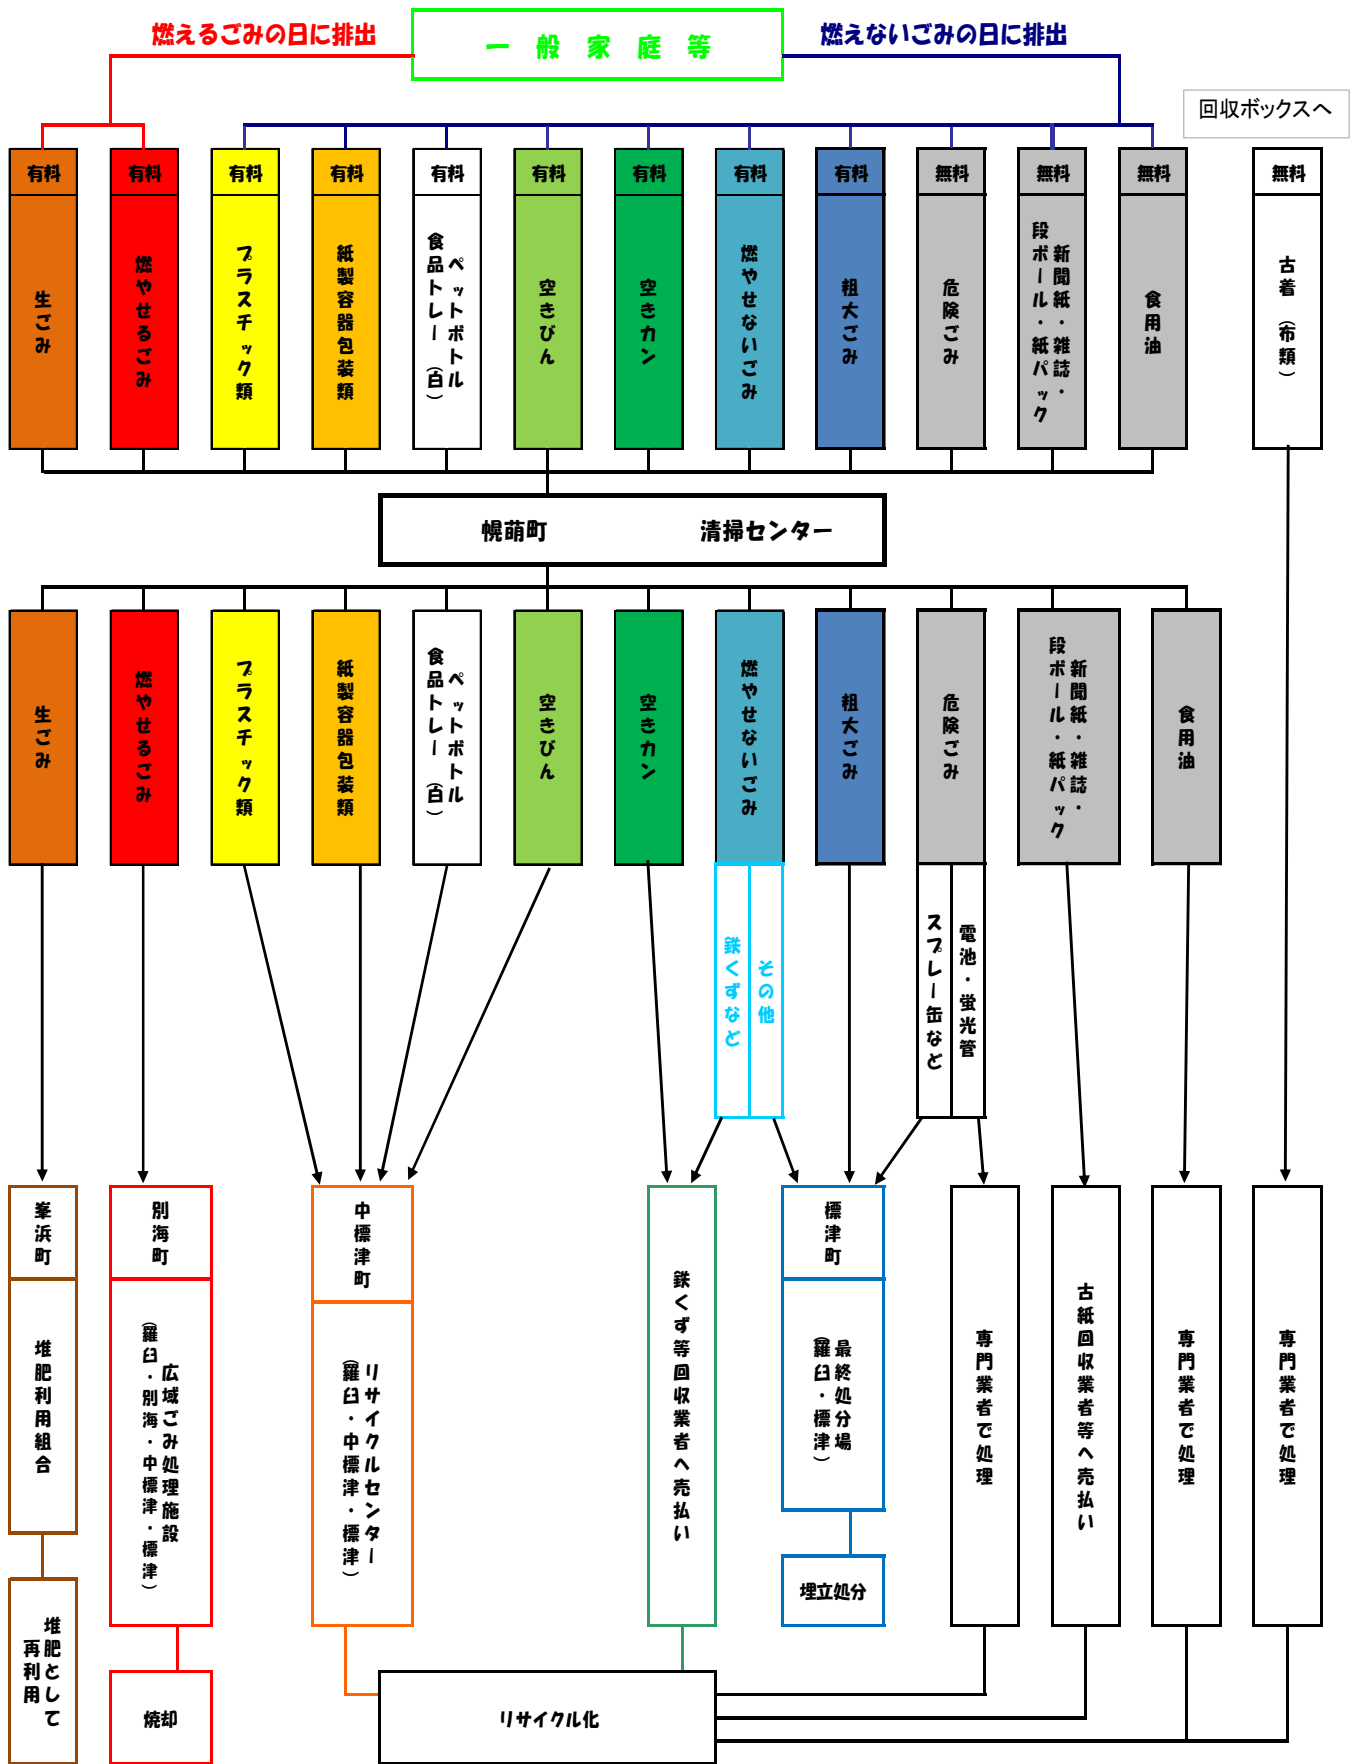 燃えるごみの日に排出
一般家庭等
燃えないごみの日に排出
回収ボックスへ
有料
有料
有料
有料
有料
有料
有料
有料
有料
無料
無料
無料
無料
生ごみ
燃やせるごみ
プラスチック類
紙製容器包装類
ペットボトル
食品トレー（白）
空きびん
空きカン
燃やせないごみ
粗大ごみ
危険ごみ
新聞紙・雑誌・
段ボール・紙パック
食用油
古着（布類）
幌萌町　清掃センター
生ごみ
燃やせるごみ
プラスチック類
紙製容器包装類
ペットボトル
食品トレー（白）
空きびん
空きカン
燃やせないごみ
粗大ごみ
危険ごみ
新聞紙・雑誌・
段ボール・紙パック
食用油
鉄くずなど
その他
スプレー缶など
電池・蛍光管
峯浜町
堆肥利用組合
堆肥として
再利用
別海町
広域ごみ処理施設
（羅臼・別海・中標津・標津）
焼却
中標津町
リサイクルセンター
（羅臼・中標津・標津）
鉄くず等回収業者へ売払い
標津町
最終処分場
（羅臼・標津）
埋立処分
専門業者で処理
古紙回収業者等へ売払い
専門業者で処理
専門業者で処理
リサイクル化